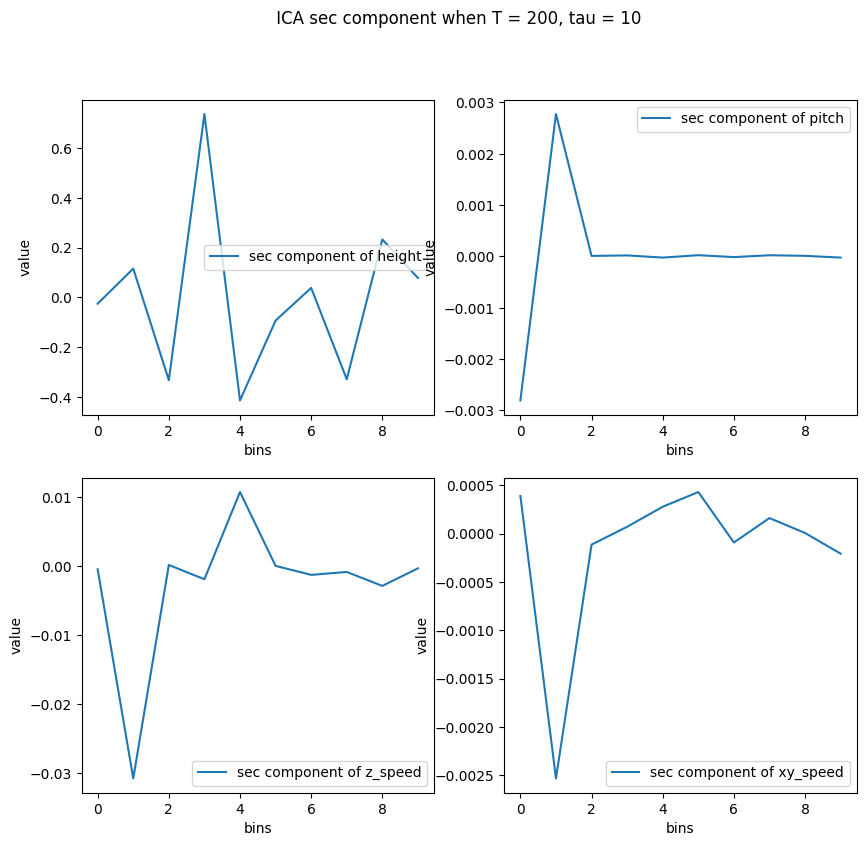 ICA sec component when T = 200, tau = 10
value
0.6
0.4
0.2
0.0
−0.2
−0.4
sec component of height
0 2 4 6 8
bins
value
0.003
0.002
0.001
0.000
−0.001
−0.002
−0.003
sec component of pitch
0 2 4 6 8
bins
value
0.01
0.00
−0.01
−0.02
−0.03
sec component of z_speed
0 2 4 6 8
bins
value
0.0005
0.0000
−0.0005
−0.0010
−0.0015
−0.0020
−0.0025
sec component of xy_speed
0 2 4 6 8
bins